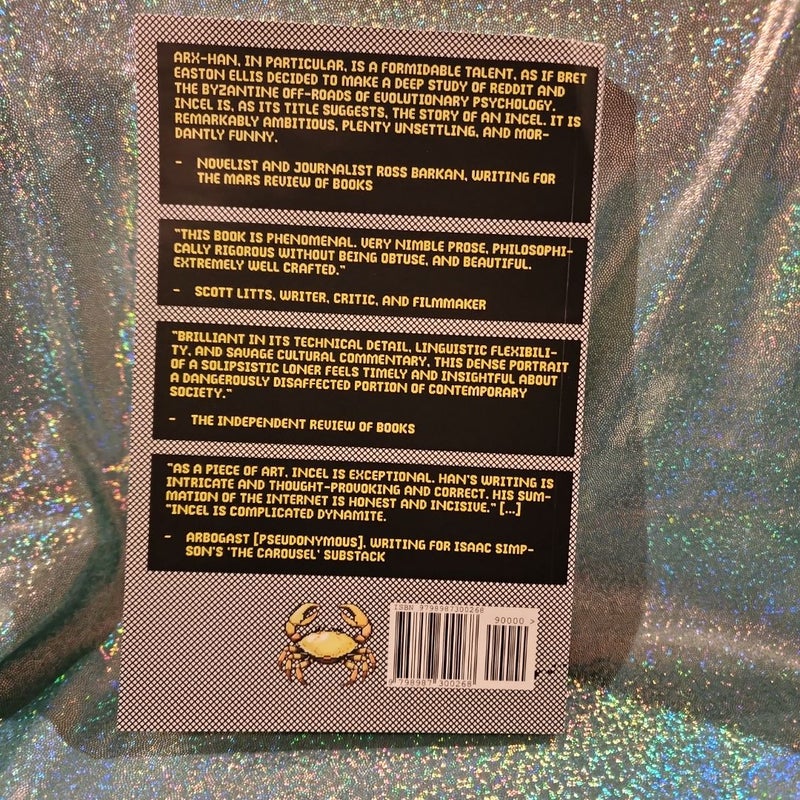 ARX-HAN, IN PARTICULAR, IS A FORMIDABLE TALENT, AS IF BRET
EASTON ELLIS DECIDED TO MAKE A DEEP STUDY OF REDDIT AND
THE BYZANTINE OFF-ROADS OF EVOLUTIONARY PSYCHOLOGY.
INCEL IS, AS ITS TITLE SUGGESTS, THE STORY OF AN INCEL. IT IS
REMARKABLY AMBITIOUS, PLENTY UNSETTLING, AND MOR-
DANTLY FUNNY.
- NOVELIST AND JOURNALIST ROSS BARKAN, WRITING FOR
THE MARS REVIEW OF BOOKS
"THIS BOOK IS PHENOMENAL. VERY NIMBLE PROSE, PHILOSOPHI-
CALLY RIGOROUS WITHOUT BEING OBTUSE, AND BEAUTIFUL.
EXTREMELY WELL CRAFTED."
- SCOTT LITTS, WRITER, CRITIC, AND FILMMAKER
"BRILLIANT IN ITS TECHNICAL DETAIL, LINGUISTIC FLEXIBILI-
TY, AND SAVAGE CULTURAL COMMENTARY, THIS DENSE PORTRAIT
OF A SOLIPSISTIC LONER FEELS TIMELY AND INSIGHTFUL ABOUT
A DANGEROUSLY DISAFFECTED PORTION OF CONTEMPORARY
SOCIETY."
- THE INDEPENDENT REVIEW OF BOOKS
"AS A PIECE OF ART, INCEL IS EXCEPTIONAL. HAN'S WRITING IS
INTRICATE AND THOUGHT-PROVOKING AND CORRECT. HIS SUM-
MATION OF THE INTERNET IS HONEST AND INCISIVE." [...]
"INCEL IS COMPLICATED DYNAMITE.
- ARBOGAST [PSEUDONYMOUS], WRITING FOR ISAAC SIMP-
SON'S 'THE CAROUSEL' SUBSTACK
ISBN 9798987300268
90000 >
9 798987 300268